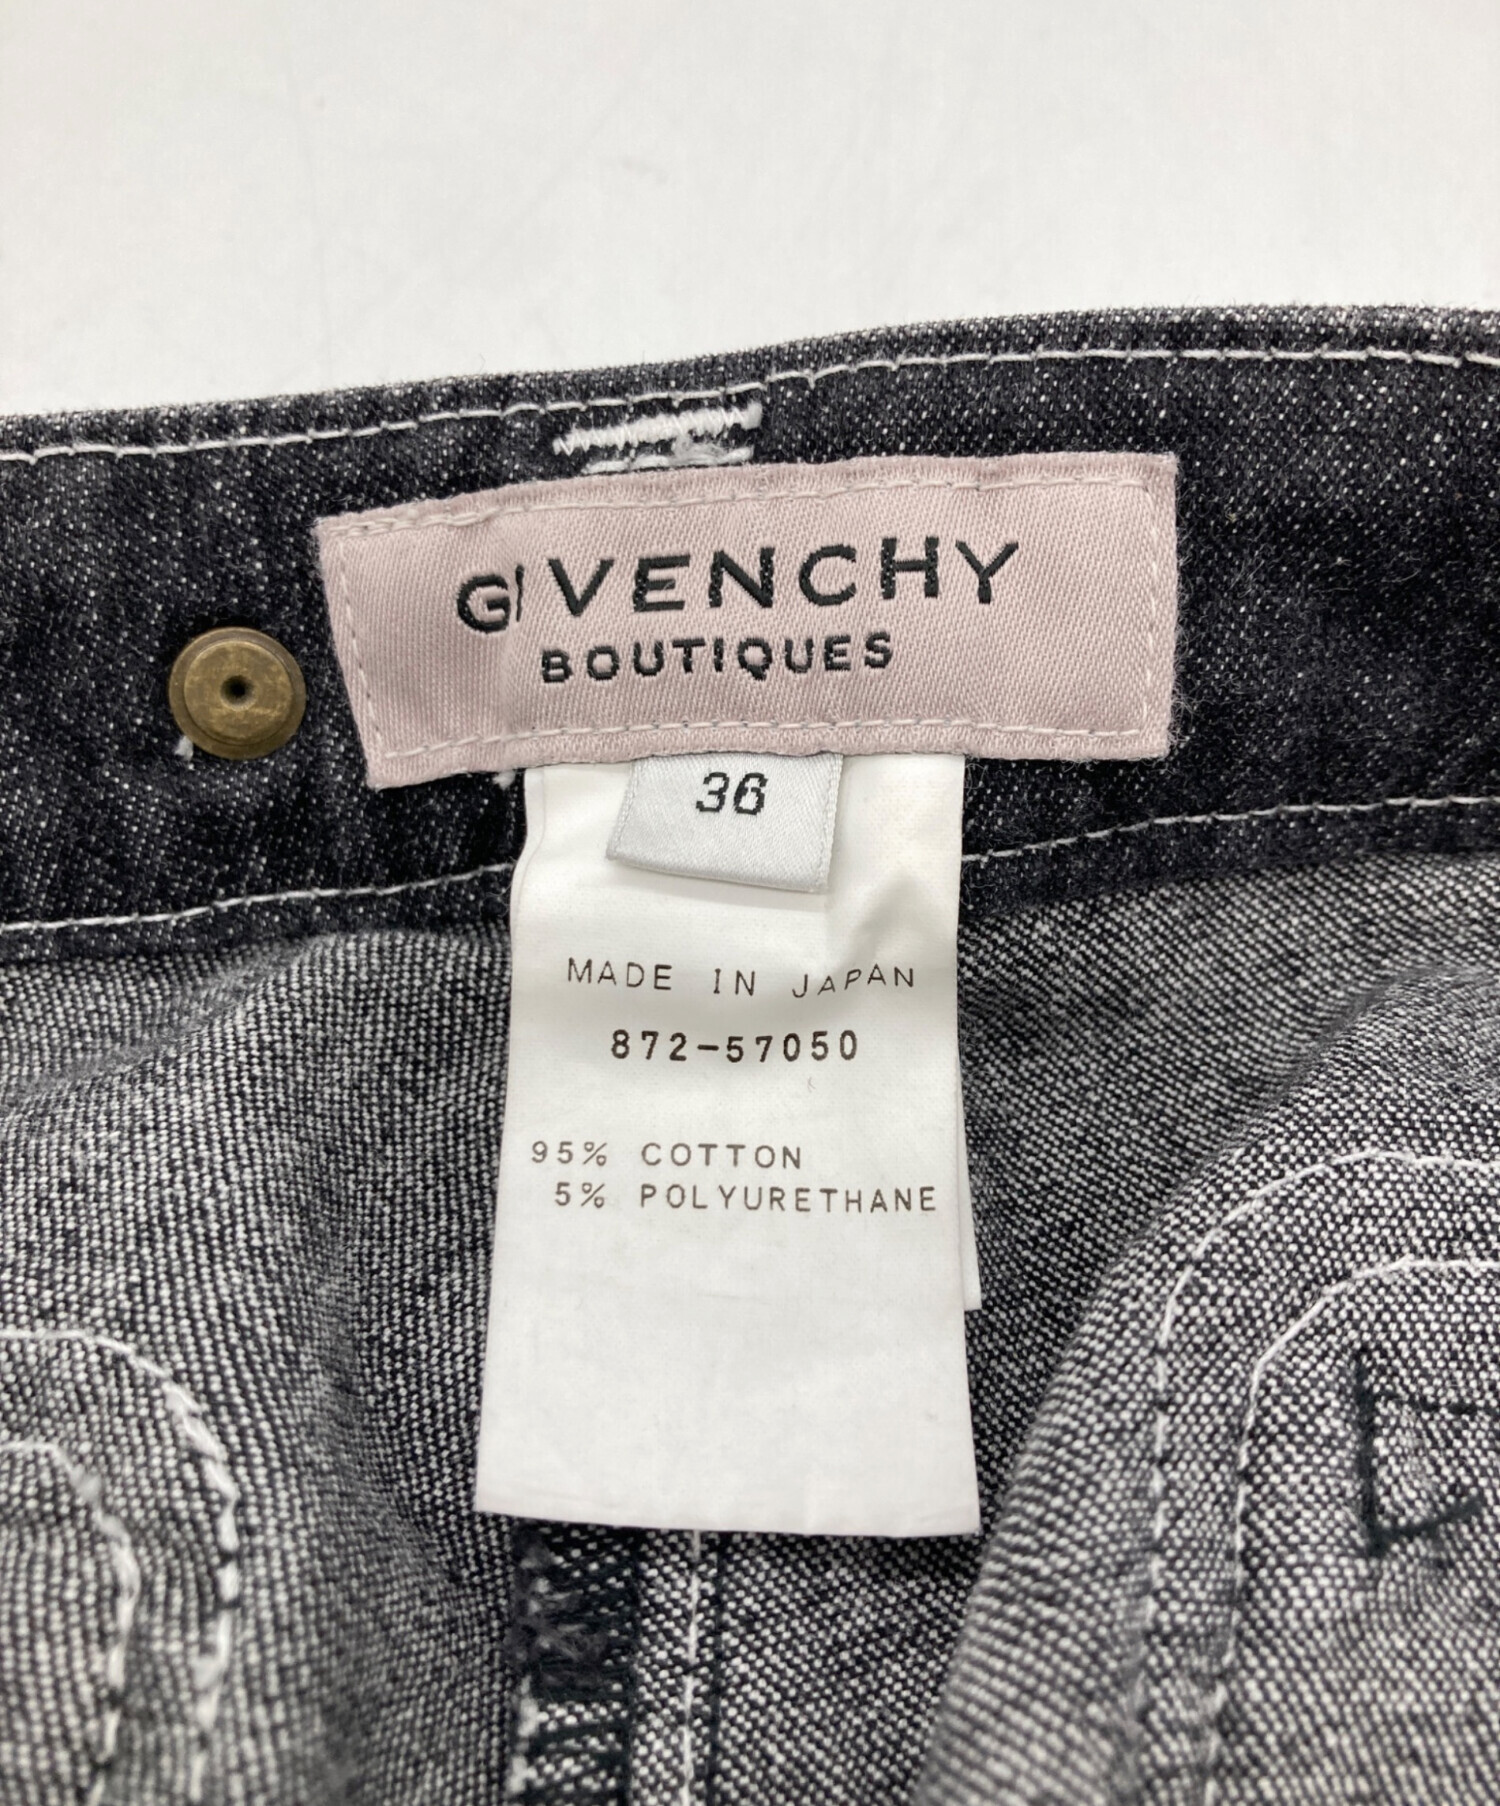 GIVENCHY
BOUTIQUES
36
MADE IN JAPAN
872-57050
95% COTTON
5% POLYURETHANE